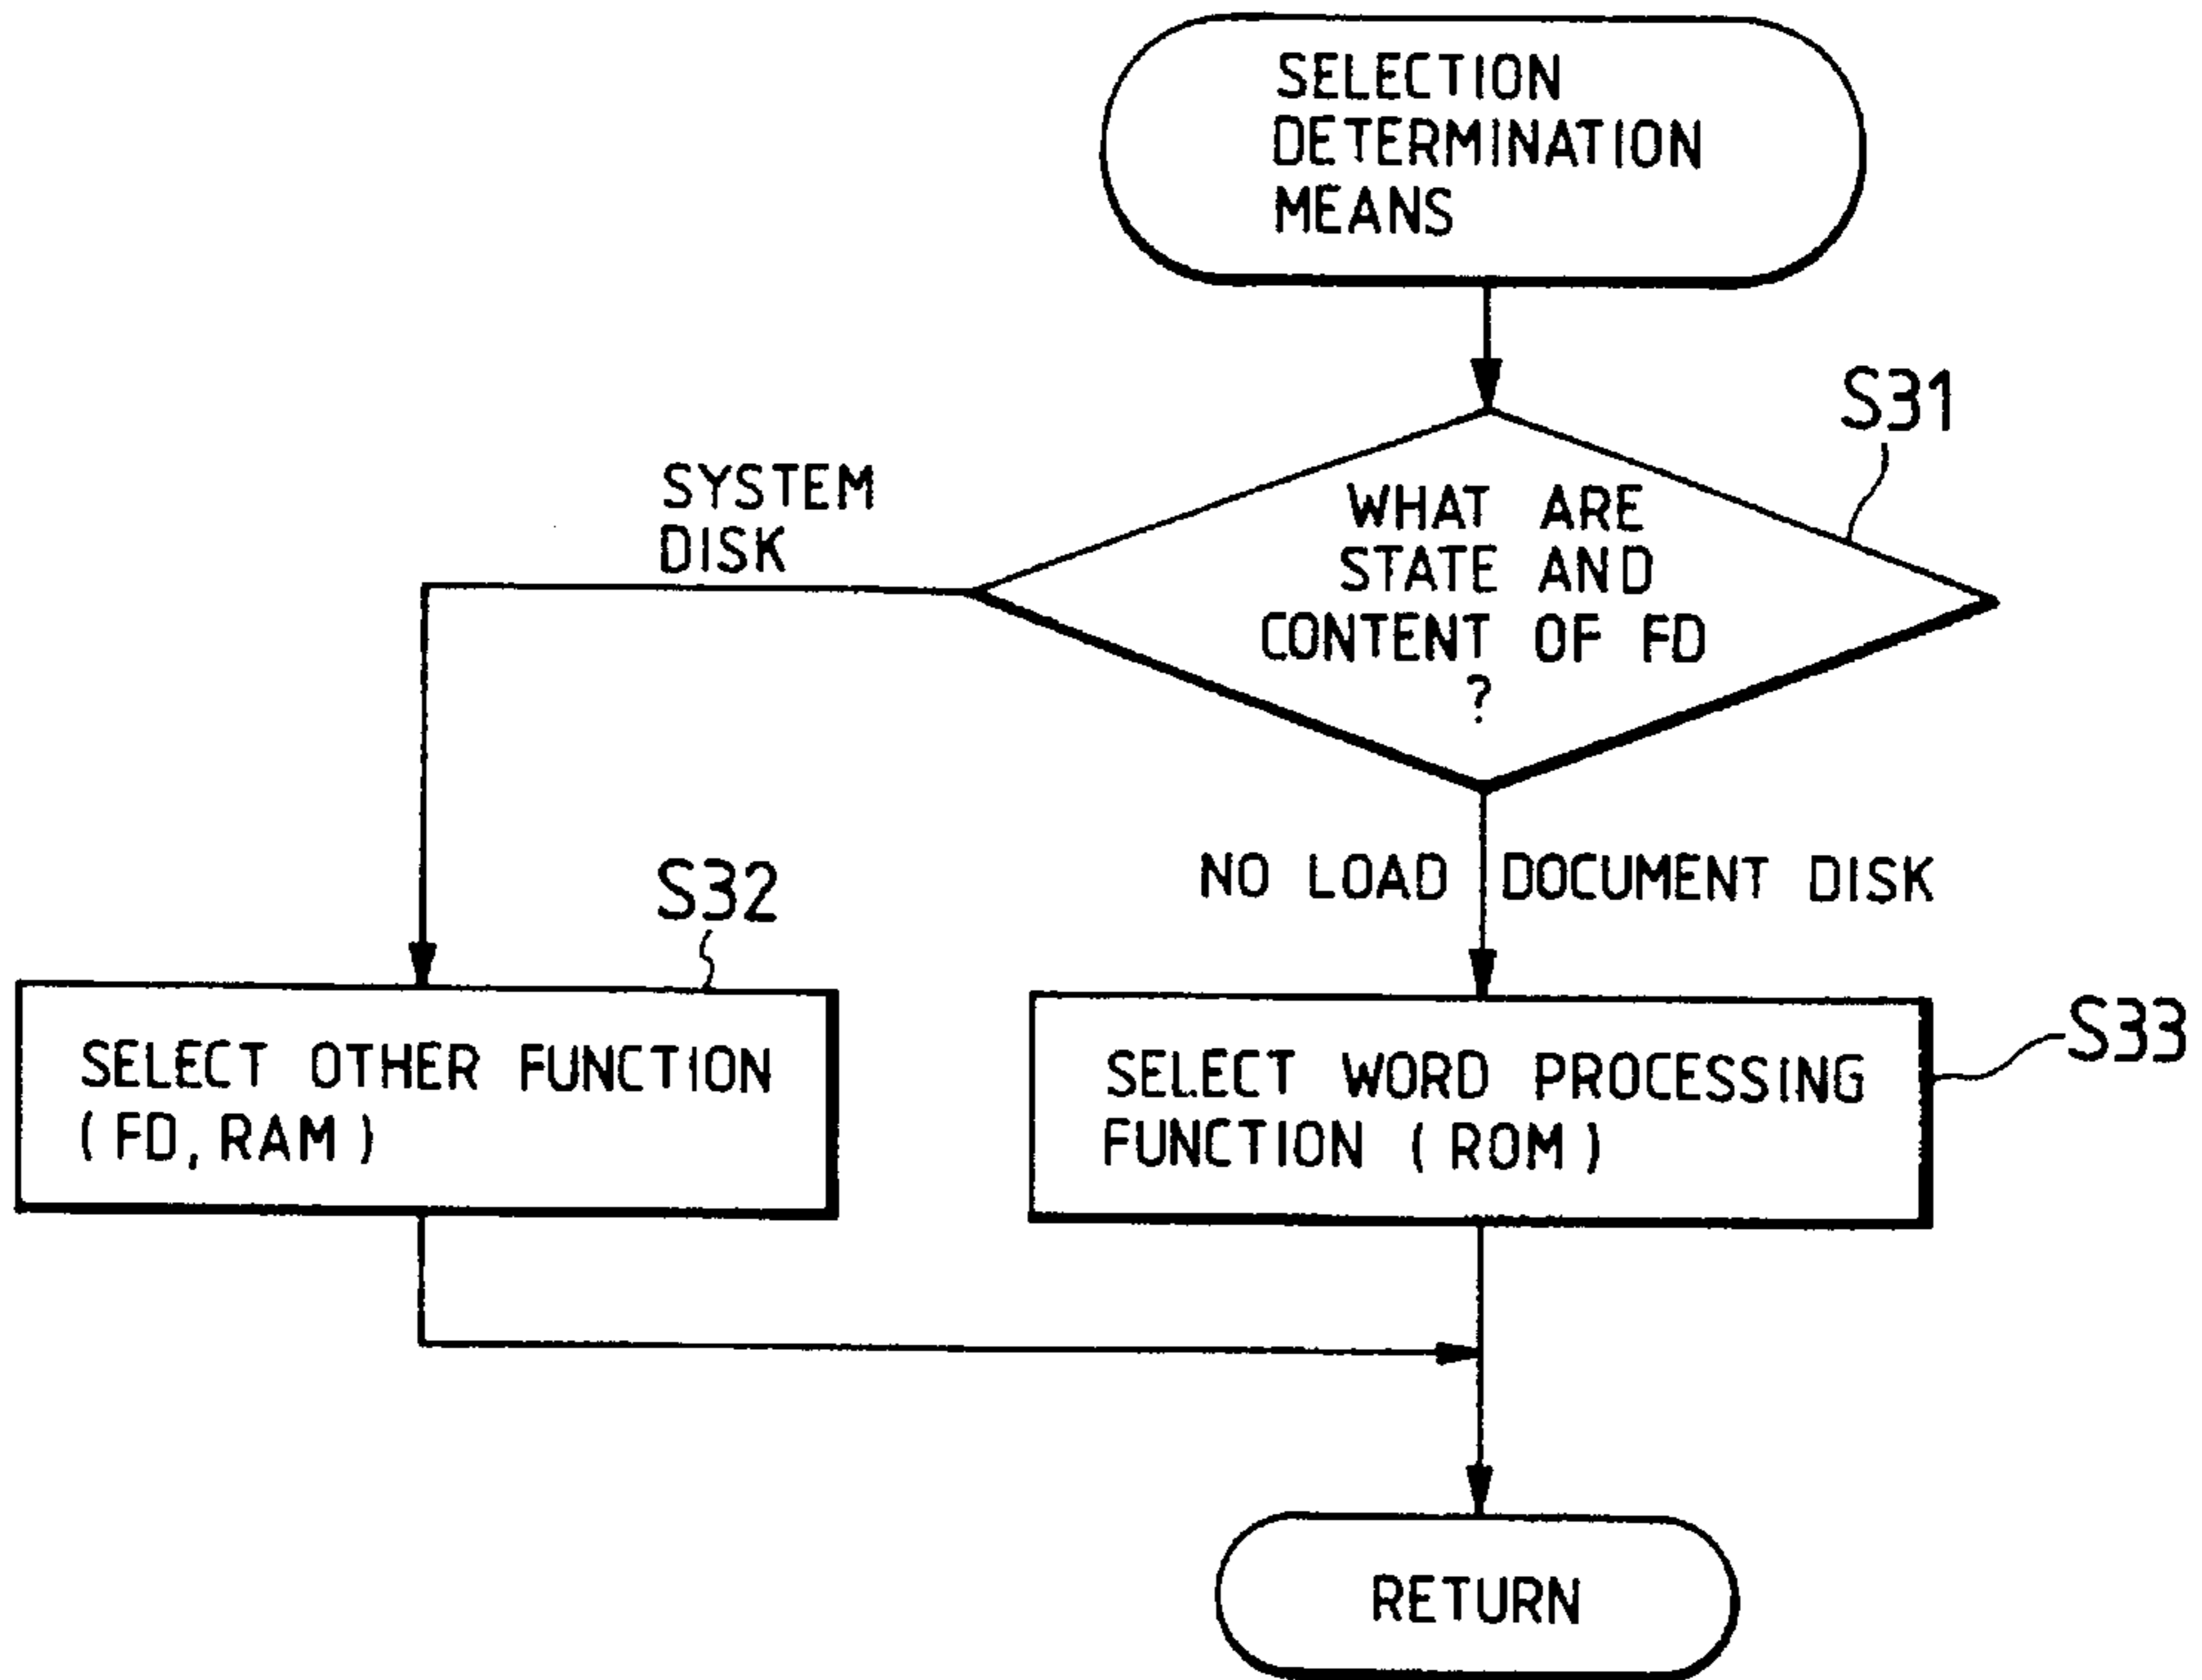 SELECTION
DETERMINATION
MEANS
S31
WHAT ARE
STATE AND
CONTENT OF FD
?
SYSTEM
DISK
NO LOAD DOCUMENT DISK
S32
SELECT OTHER FUNCTION
(FD, RAM)
S33
SELECT WORD PROCESSING
FUNCTION (ROM)
RETURN